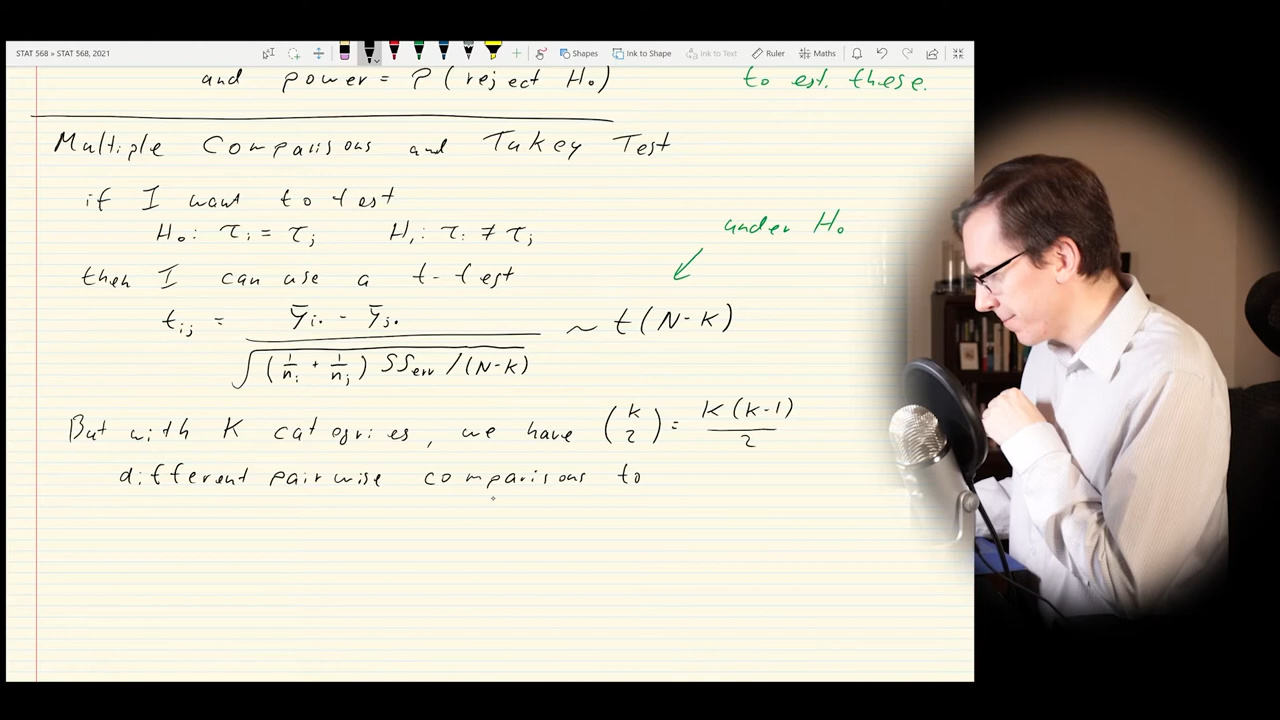 STAT 568 » STAT 568, 2021
Shapes Ink to Shape Ink to Text Ruler Maths
and power = P(reject H₀) to est. these.
Multiple Comparisons and Tukey Test
if I want to test
H₀: τᵢ = τⱼ H₁: τᵢ ≠ τⱼ
under H₀
then I can use a t-test
tᵢⱼ = (ȳᵢ. - ȳⱼ.) / √((1/nᵢ + 1/nⱼ) SSerr /(N-k)) ~ t(N-k)
But with K categries, we have (k 2) = k(k-1)/2
different pairwise comparisons to